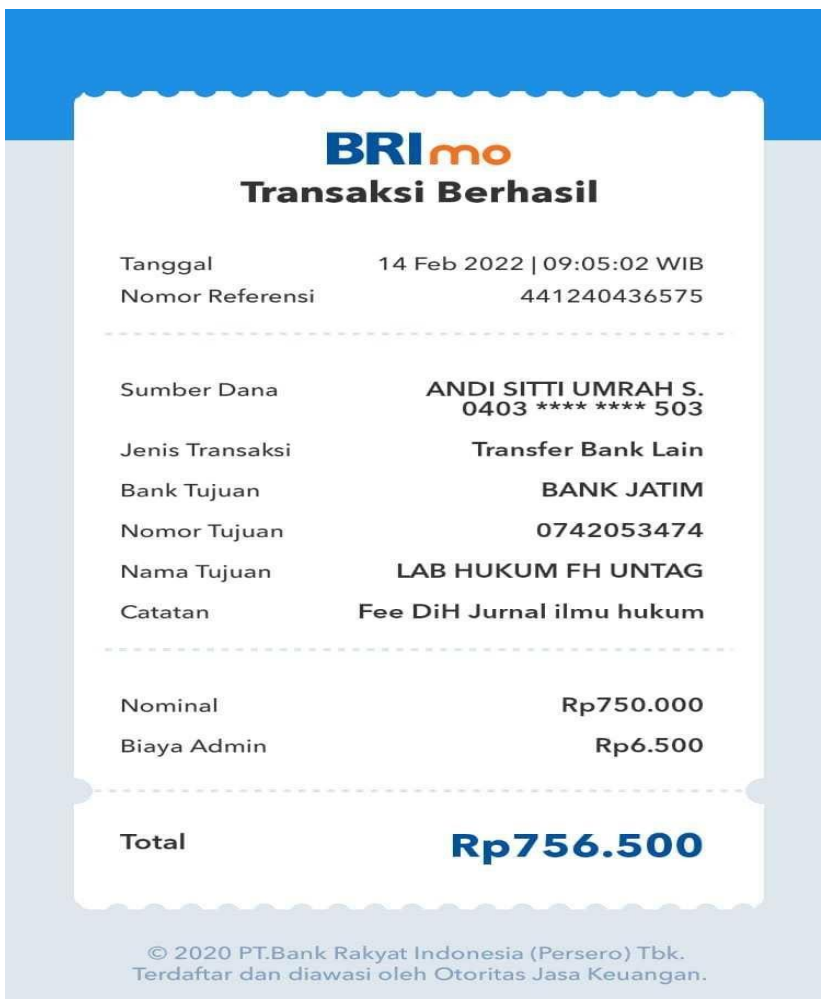 BRImo
Transaksi Berhasil
Tanggal 14 Feb 2022 | 09:05:02 WIB
Nomor Referensi 441240436575
Sumber Dana ANDI SITTI UMRAH S.
0403 **** **** 503
Jenis Transaksi Transfer Bank Lain
Bank Tujuan BANK JATIM
Nomor Tujuan 0742053474
Nama Tujuan LAB HUKUM FH UNTAG
Catatan Fee DiH Jurnal ilmu hukum
Nominal Rp750.000
Biaya Admin Rp6.500
Total Rp756.500
© 2020 PT.Bank Rakyat Indonesia (Persero) Tbk.
Terdaftar dan diawasi oleh Otoritas Jasa Keuangan.